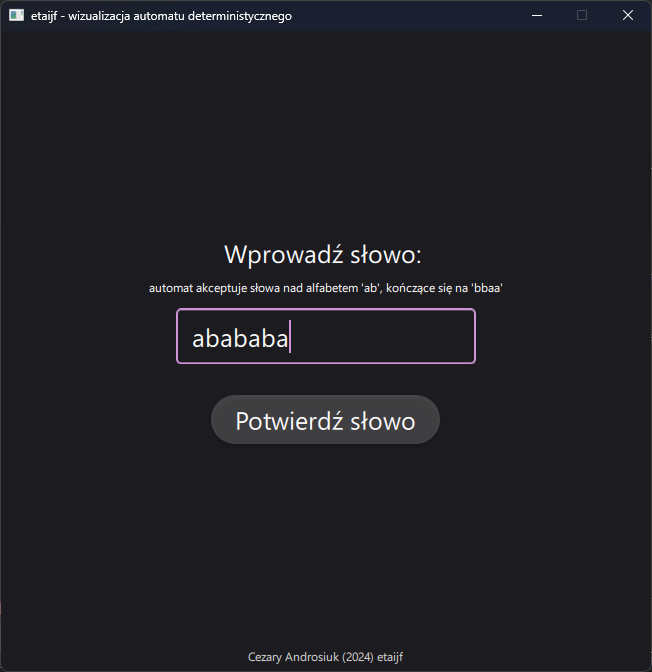 etaijf - wizualizacja automatu deterministycznego
Wprowadź słowo:
automat akceptuje słowa nad alfabetem 'ab', kończące się na 'bbaa'
abababa
Potwierdź słowo
Cezary Androsiuk (2024) etaijf